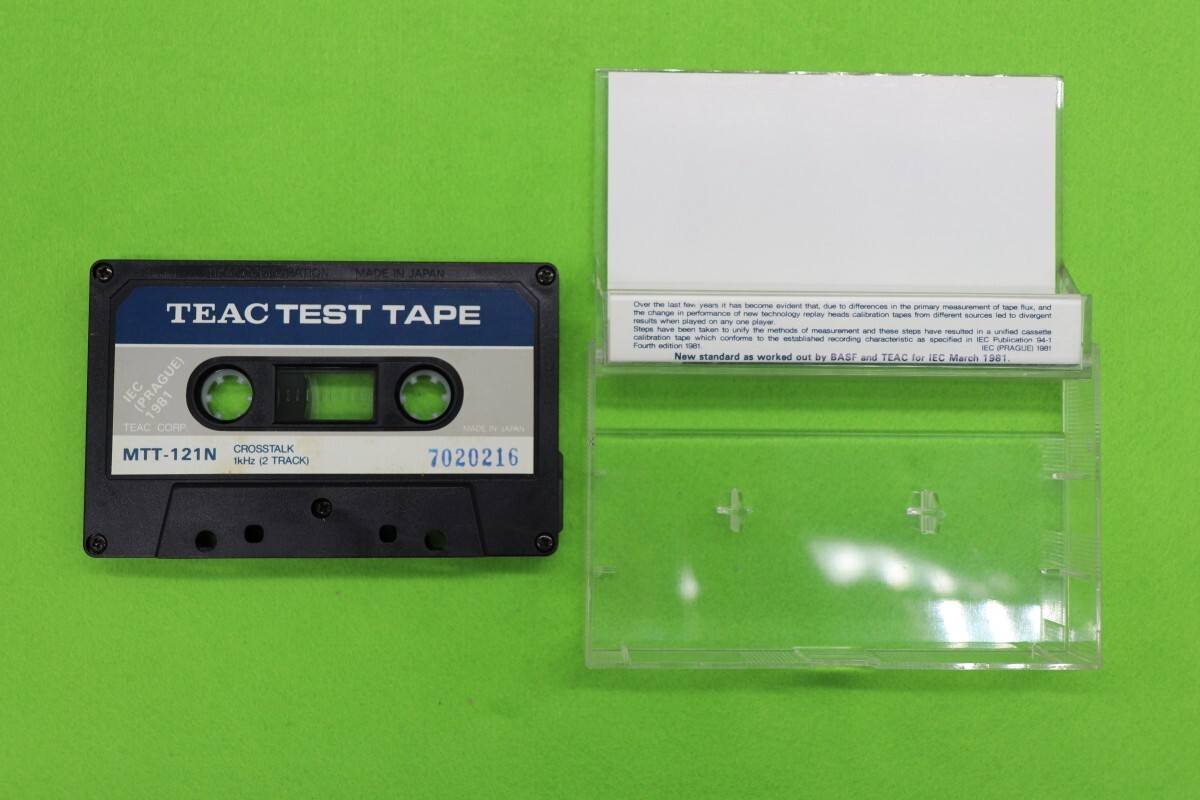 MADE IN JAPAN
TEAC TEST TAPE
IEC
(PRAGUE)
1981
TEAC CORP.
MADE IN JAPAN
MTT-121N
CROSSTALK
1kHz (2 TRACK)
7020216
Over the last few years it has become evident that, due to differences in the primary measurement of tape flux, and
the change in performance of new technology replay heads calibration tapes from different sources led to divergent
results when played on any one player.
Steps have been taken to unify the methods of measurement and these steps have resulted in a unified cassette
calibration tape which conforms to the established recording characteristic as specified in IEC Publication 94-1
Fourth edition 1981. IEC (PRAGUE) 1981
New standard as worked out by BASF and TEAC for IEC March 1981.